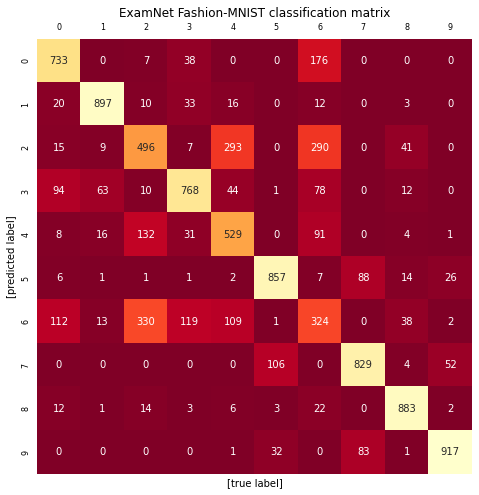 ExamNet Fashion-MNIST classification matrix
0 1 2 3 4 5 6 7 8 9
0 733 0 7 38 0 0 176 0 0 0
1 20 897 10 33 16 0 12 0 3 0
2 15 9 496 7 293 0 290 0 41 0
3 94 63 10 768 44 1 78 0 12 0
4 8 16 132 31 529 0 91 0 4 1
[predicted label]
5 6 1 1 1 2 857 7 88 14 26
6 112 13 330 119 109 1 324 0 38 2
7 0 0 0 0 0 106 0 829 4 52
8 12 1 14 3 6 3 22 0 883 2
9 0 0 0 0 1 32 0 83 1 917
[true label]